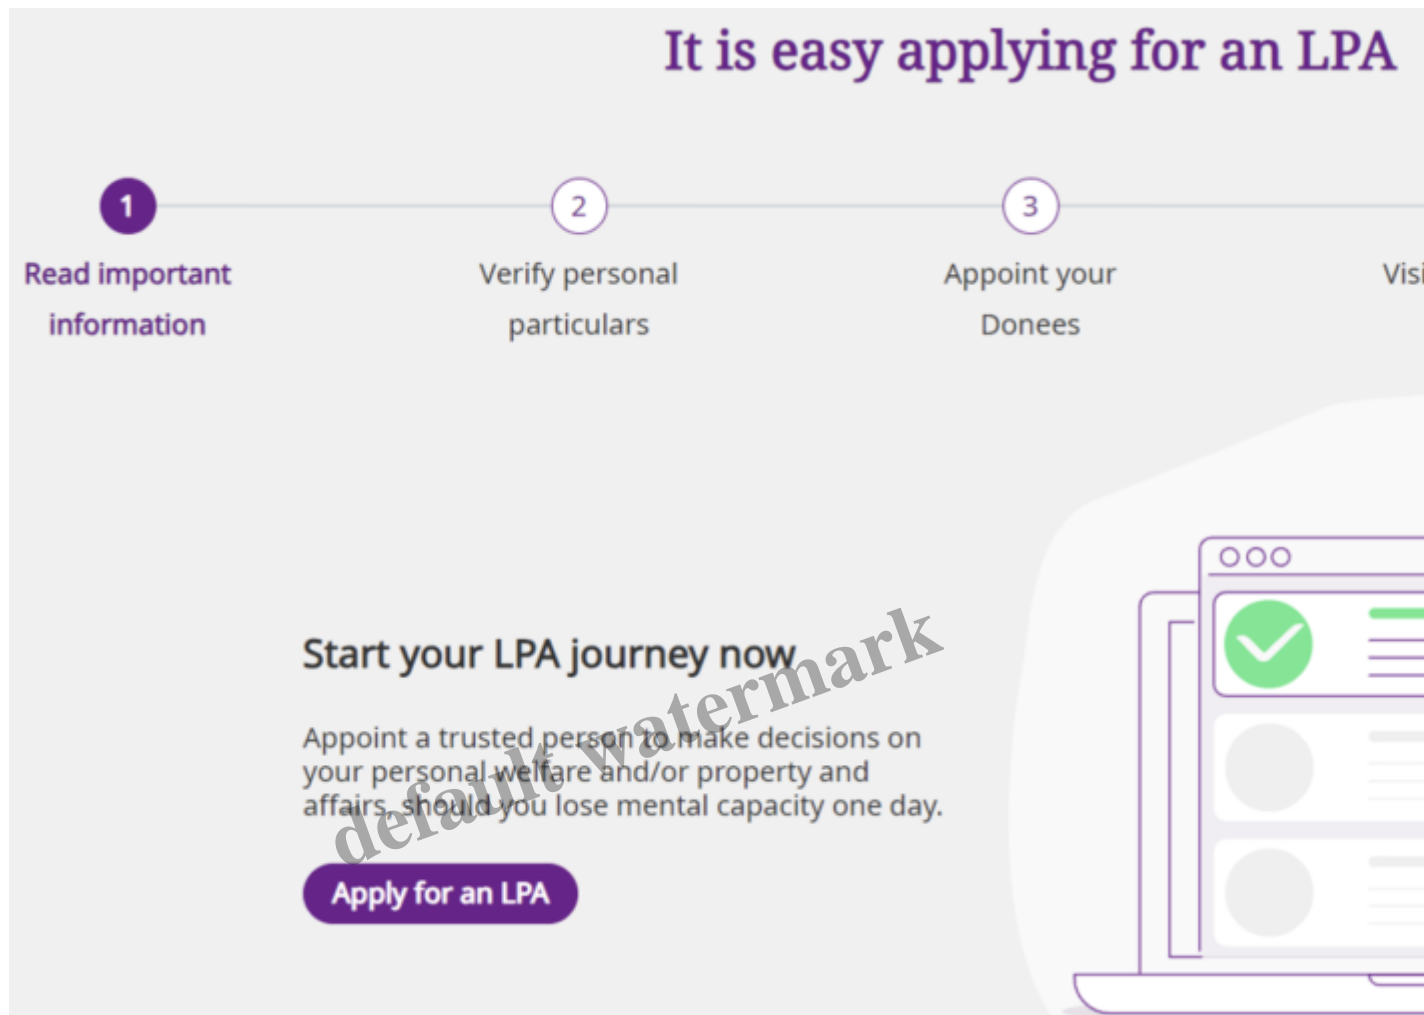 It is easy applying for an LPA
1
2
3
Read important
information
Verify personal
particulars
Appoint your
Donees
Start your LPA journey now
Appoint a trusted person to make decisions on
your personal welfare and/or property and
affairs, should you lose mental capacity one day.
default watermark
Apply for an LPA